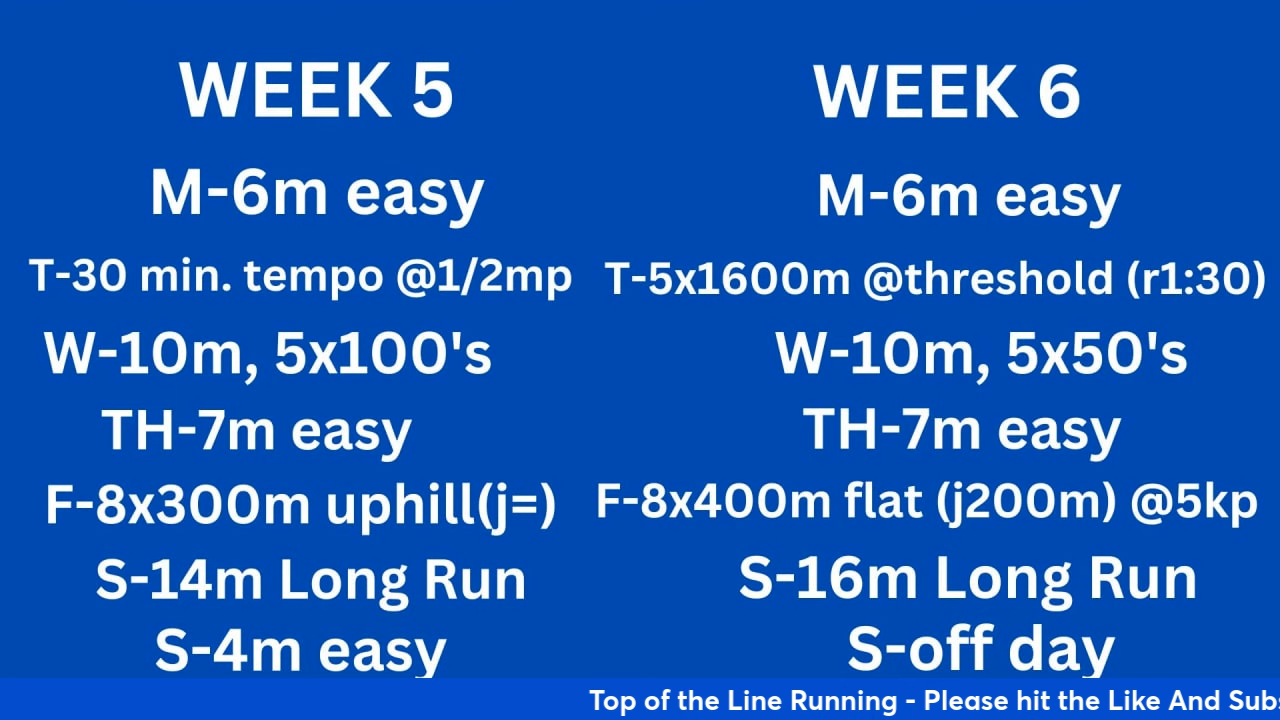 WEEK 5
M-6m easy
T-30 min. tempo @1/2mp
W-10m, 5x100's
TH-7m easy
F-8x300m uphill(j=)
S-14m Long Run
S-4m easy
WEEK 6
M-6m easy
T-5x1600m @threshold (r1:30)
W-10m, 5x50's
TH-7m easy
F-8x400m flat (j200m) @5kp
S-16m Long Run
S-off day
Top of the Line Running - Please hit the Like And Subs